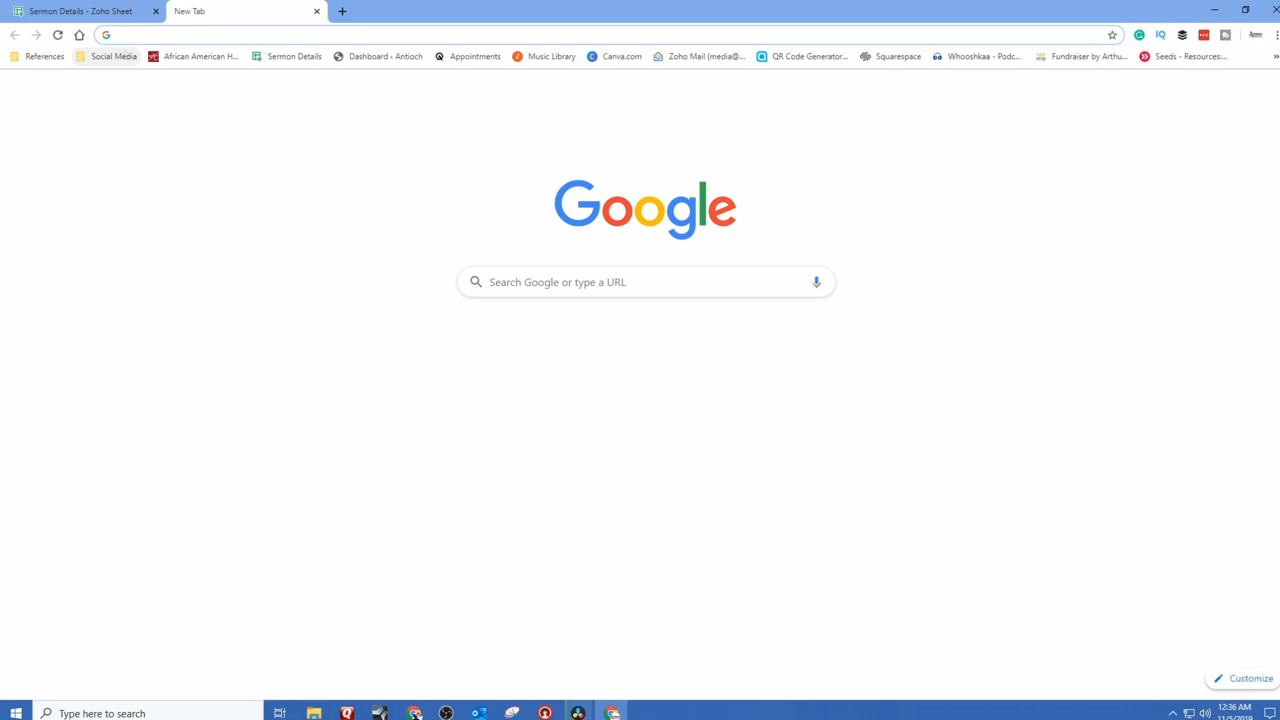 Sermon Details - Zoho Sheet
New Tab
References
Social Media
African American H...
Sermon Details
Dashboard ‹ Antioch
Appointments
Music Library
Canva.com
Zoho Mail (media@...
QR Code Generator...
Squarespace
Whooshkaa - Podc...
Fundraiser by Arthu...
Seeds - Resources:...
Google
Search Google or type a URL
Customize
Type here to search
12:36 AM
11/5/2019